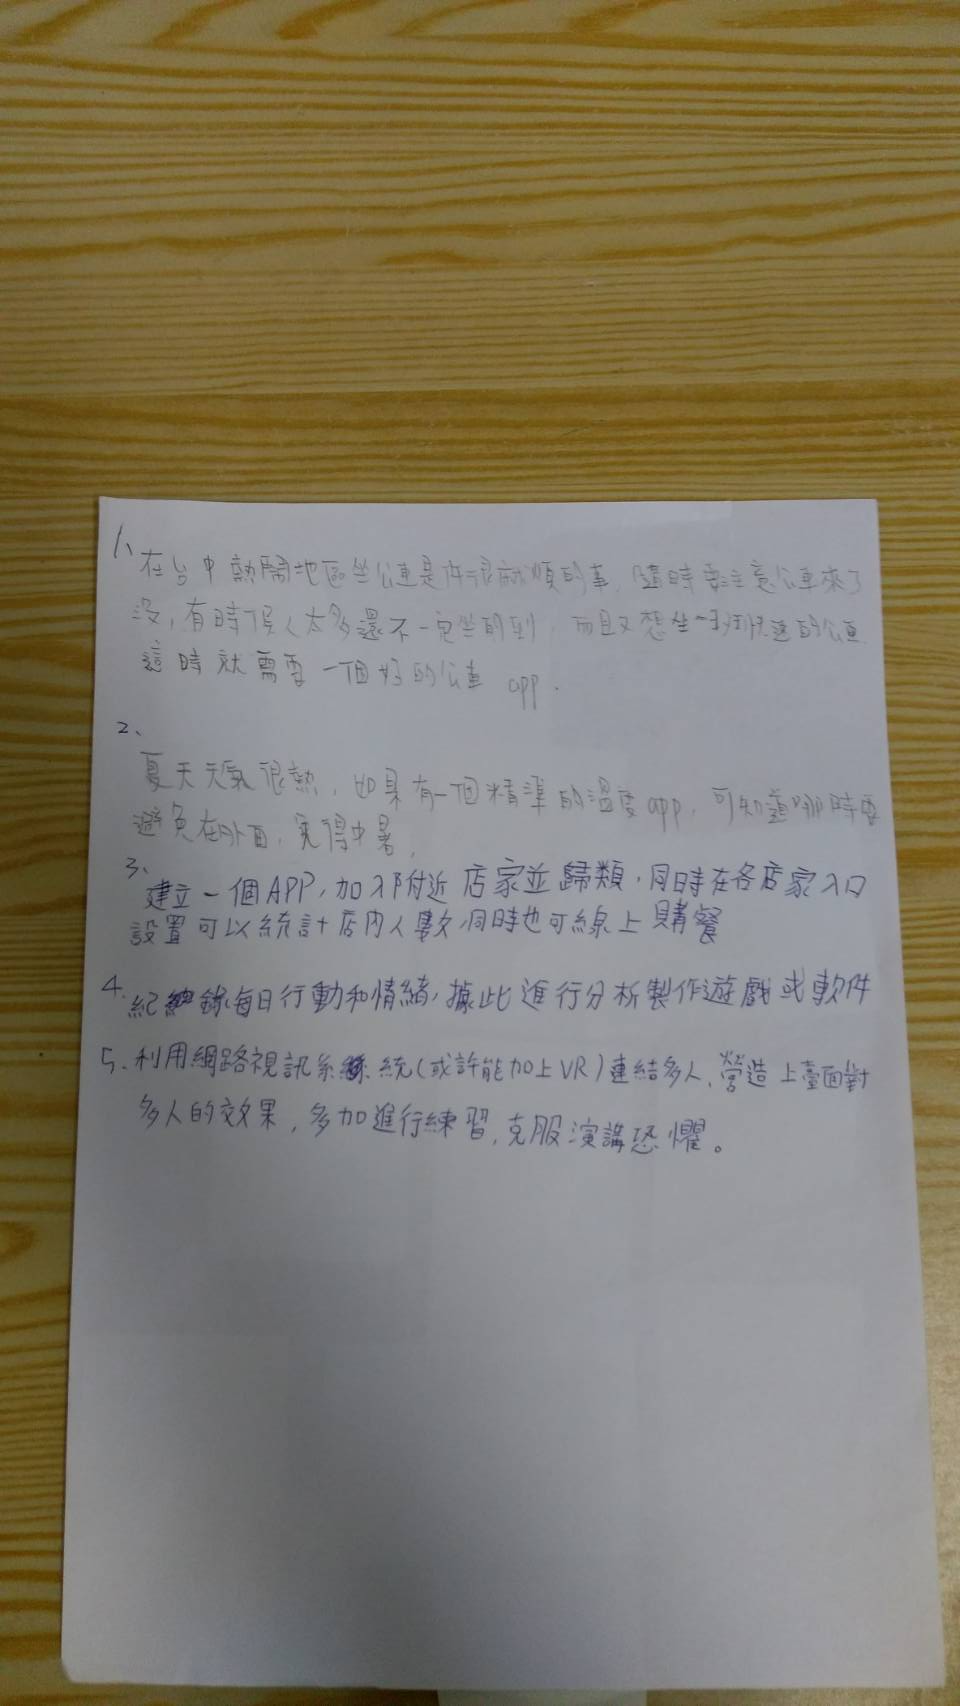 1、在台中熱鬧地區坐公車是件很麻煩的事，隨時要注意公車來了
沒，有時候人太多還不一定坐的到，而且又想坐一班快速的公車
這時就需要一個好的公車 app.
2、
夏天天氣很熱，如果有一個精準的溫度app，可知道哪時要
避免在外面，免得中暑，
3、建立一個APP，加入附近店家並歸類，同時在各店家入口
設置可以統計店內人數，同時也可線上購餐
4. 紀錄每日行動和情緒，據此進行分析製作遊戲或軟件
5. 利用網路視訊系統(或許能加上VR)連結多人，營造上臺面對
多人的效果，多加進行練習，克服演講恐懼。